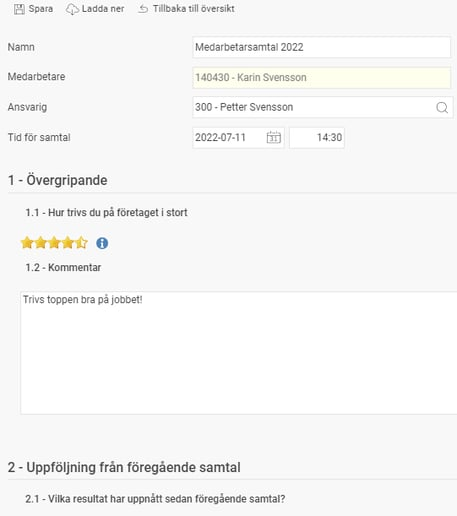 Spara Ladda ner Tillbaka till översikt
Namn Medarbetarsamtal 2022
Medarbetare 140430 - Karin Svensson
Ansvarig 300 - Petter Svensson
Tid för samtal 2022-07-11 31 14:30
1 - Övergripande
1.1 - Hur trivs du på företaget i stort
i
1.2 - Kommentar
Trivs toppen bra på jobbet!
2 - Uppföljning från föregående samtal
2.1 - Vilka resultat har uppnått sedan föregående samtal?